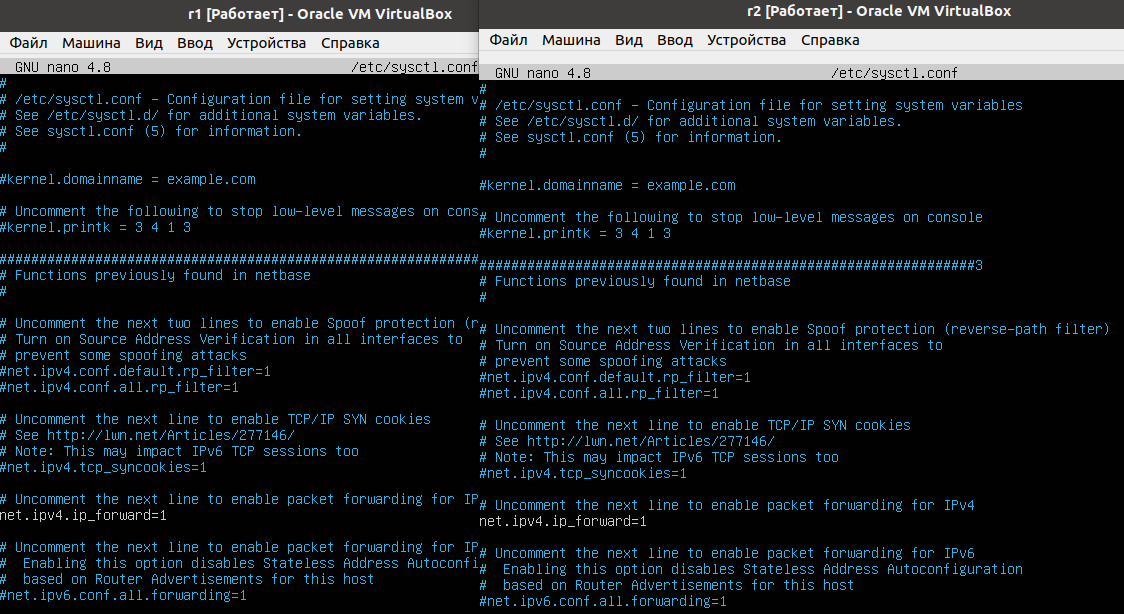 r1 [Работает] - Oracle VM VirtualBox
Файл Машина Вид Ввод Устройства Справка
GNU nano 4.8 /etc/sysctl.conf
#
# /etc/sysctl.conf - Configuration file for setting system v
# See /etc/sysctl.d/ for additional system variables.
# See sysctl.conf (5) for information.
#
#kernel.domainname = example.com
# Uncomment the following to stop low-level messages on cons
#kernel.printk = 3 4 1 3
############################################################
# Functions previously found in netbase
#
# Uncomment the next two lines to enable Spoof protection (r
# Turn on Source Address Verification in all interfaces to
# prevent some spoofing attacks
#net.ipv4.conf.default.rp_filter=1
#net.ipv4.conf.all.rp_filter=1
# Uncomment the next line to enable TCP/IP SYN cookies
# See http://lwn.net/Articles/277146/
# Note: This may impact IPv6 TCP sessions too
#net.ipv4.tcp_syncookies=1
# Uncomment the next line to enable packet forwarding for IP
net.ipv4.ip_forward=1
# Uncomment the next line to enable packet forwarding for IP
#  Enabling this option disables Stateless Address Autoconfi
#  based on Router Advertisements for this host
#net.ipv6.conf.all.forwarding=1
r2 [Работает] - Oracle VM VirtualBox
Файл Машина Вид Ввод Устройства Справка
GNU nano 4.8 /etc/sysctl.conf
#
# /etc/sysctl.conf - Configuration file for setting system variables
# See /etc/sysctl.d/ for additional system variables.
# See sysctl.conf (5) for information.
#
#kernel.domainname = example.com
# Uncomment the following to stop low-level messages on console
#kernel.printk = 3 4 1 3
##############################################################3
# Functions previously found in netbase
#
# Uncomment the next two lines to enable Spoof protection (reverse-path filter)
# Turn on Source Address Verification in all interfaces to
# prevent some spoofing attacks
#net.ipv4.conf.default.rp_filter=1
#net.ipv4.conf.all.rp_filter=1
# Uncomment the next line to enable TCP/IP SYN cookies
# See http://lwn.net/Articles/277146/
# Note: This may impact IPv6 TCP sessions too
#net.ipv4.tcp_syncookies=1
# Uncomment the next line to enable packet forwarding for IPv4
net.ipv4.ip_forward=1
# Uncomment the next line to enable packet forwarding for IPv6
#  Enabling this option disables Stateless Address Autoconfiguration
#  based on Router Advertisements for this host
#net.ipv6.conf.all.forwarding=1